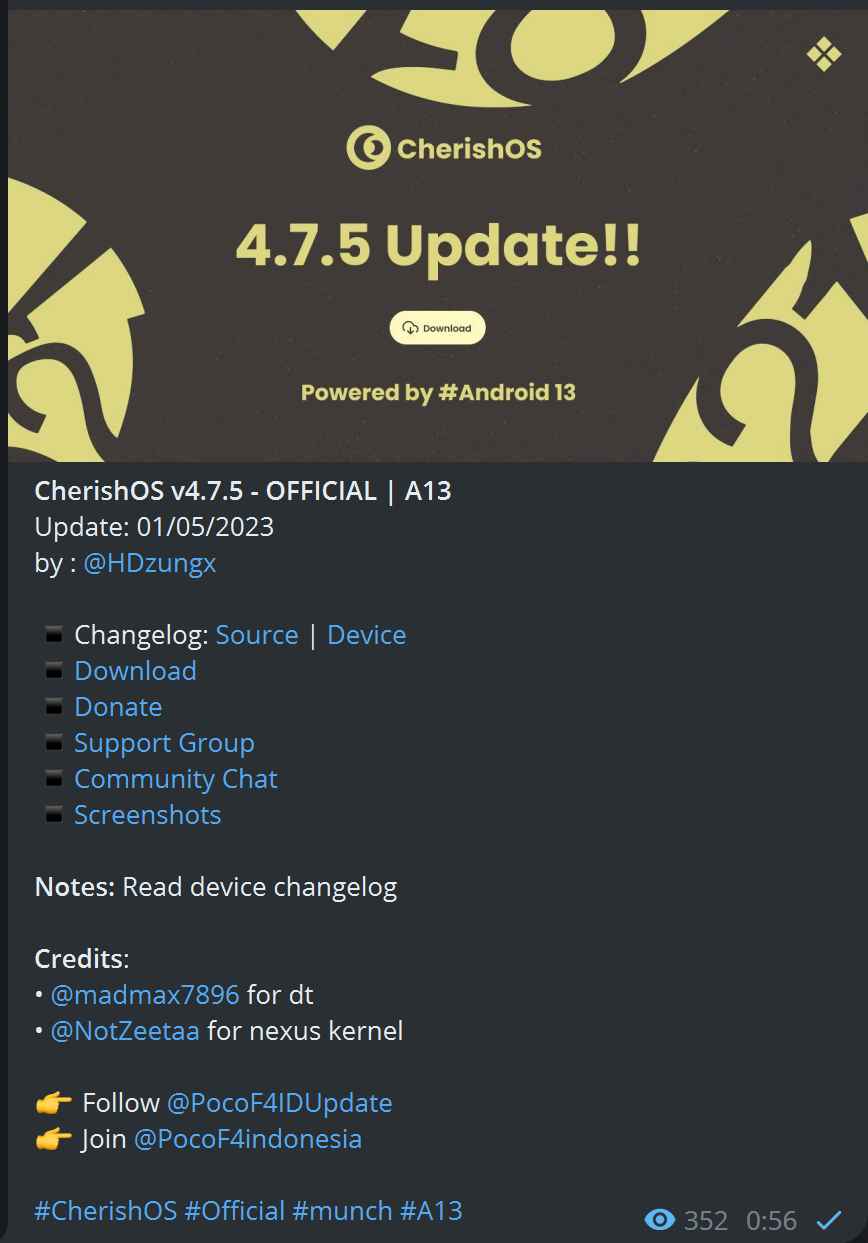 CherishOS
4.7.5 Update!!
Download
Powered by #Android 13
CherishOS v4.7.5 - OFFICIAL | A13
Update: 01/05/2023
by : @HDzungx
▪️ Changelog: Source | Device
▪️ Download
▪️ Donate
▪️ Support Group
▪️ Community Chat
▪️ Screenshots
Notes: Read device changelog
Credits:
• @madmax7896 for dt
• @NotZeetaa for nexus kernel
👉 Follow @PocoF4IDUpdate
👉 Join @PocoF4indonesia
#CherishOS #Official #munch #A13
352 0:56